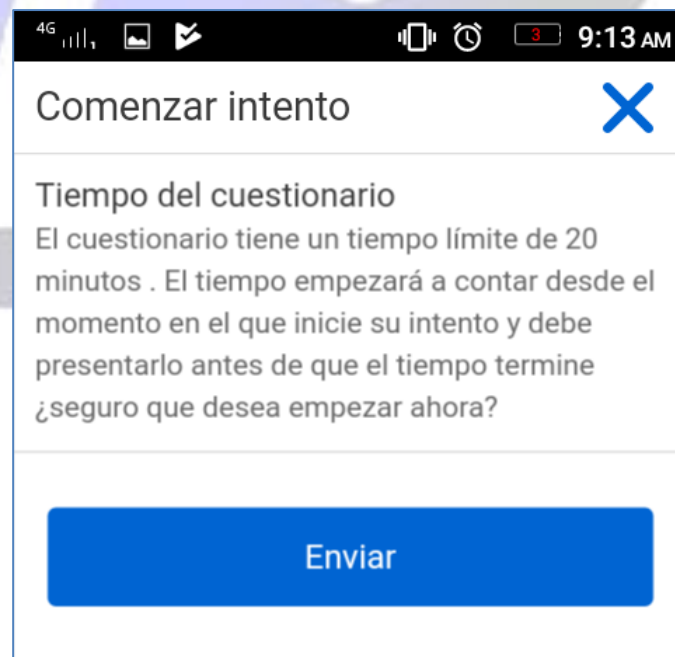 4G 3 9:13 AM
Comenzar intento
Tiempo del cuestionario
El cuestionario tiene un tiempo límite de 20
minutos . El tiempo empezará a contar desde el
momento en el que inicie su intento y debe
presentarlo antes de que el tiempo termine
¿seguro que desea empezar ahora?
Enviar